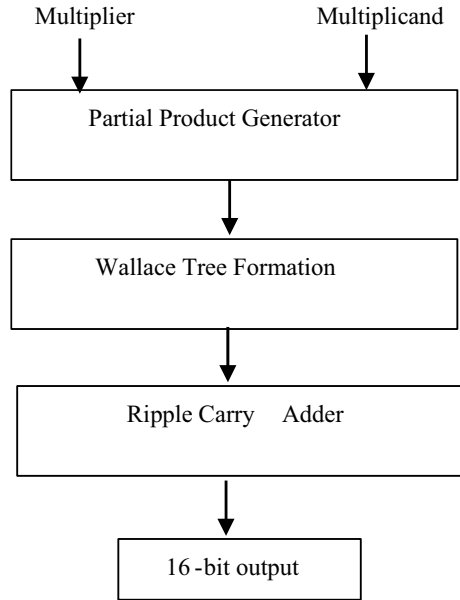 Multiplier Multiplicand
Partial Product Generator
Wallace Tree Formation
Ripple Carry Adder
16-bit output